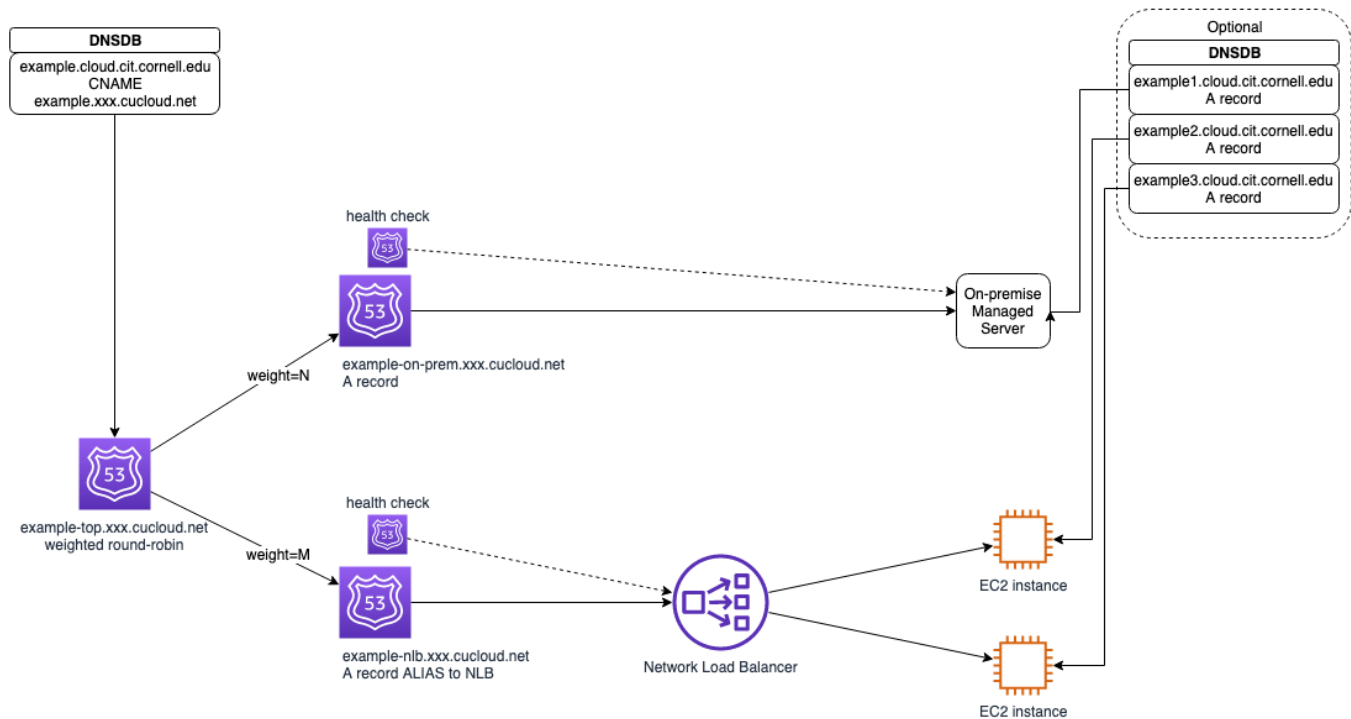 DNSDB
example.cloud.cit.cornell.edu
CNAME
example.xxx.cucloud.net
Optional
DNSDB
example1.cloud.cit.cornell.edu
A record
example2.cloud.cit.cornell.edu
A record
example3.cloud.cit.cornell.edu
A record
health check
53
53
example-on-prem.xxx.cucloud.net
A record
On-premise
Managed
Server
weight=N
53
example-top.xxx.cucloud.net
weighted round-robin
weight=M
health check
53
53
example-nlb.xxx.cucloud.net
A record ALIAS to NLB
Network Load Balancer
EC2 instance
EC2 instance